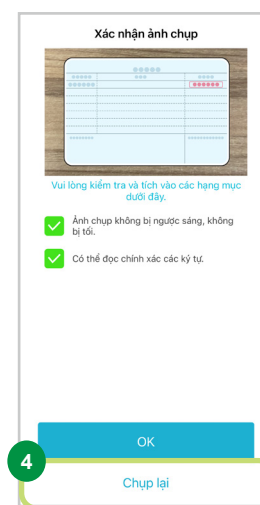 Xác nhận ảnh chụp
Vui lòng kiểm tra và tích vào các hạng mục
dưới đây.
Ảnh chụp không bị ngược sáng, không
bị tối.
Có thể đọc chính xác các ký tự.
OK
4
Chụp lại